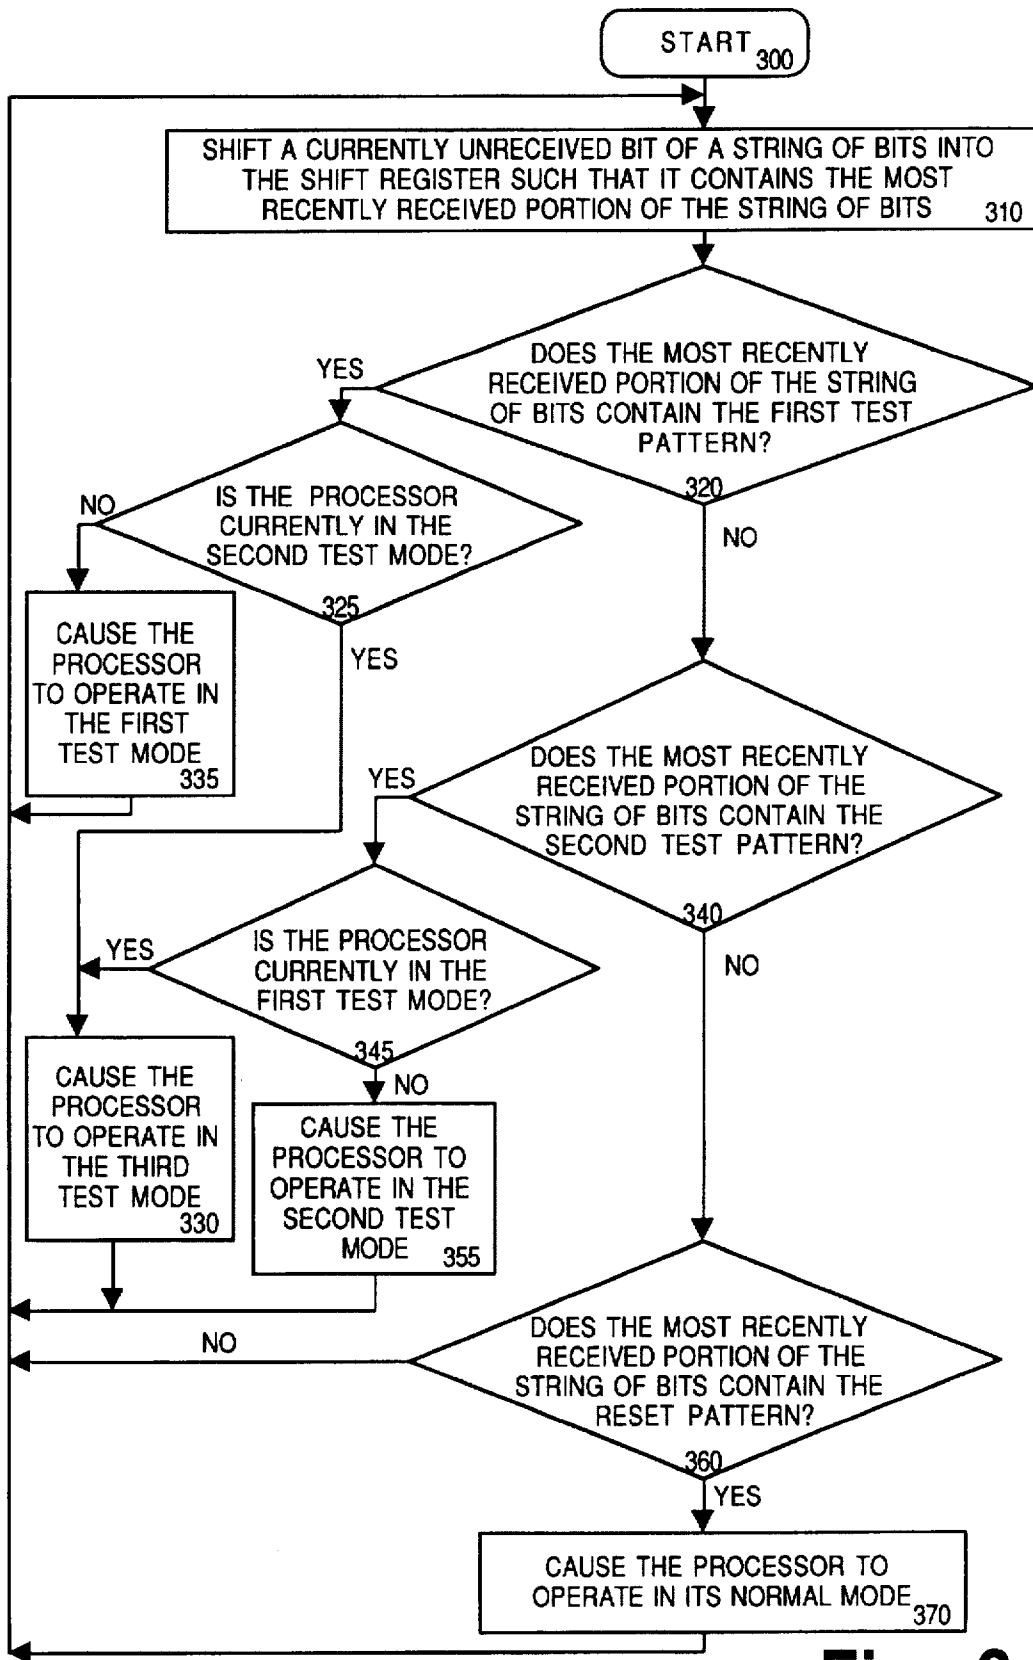 START
300
SHIFT A CURRENTLY UNRECEIVED BIT OF A STRING OF BITS INTO
THE SHIFT REGISTER SUCH THAT IT CONTAINS THE MOST
RECENTLY RECEIVED PORTION OF THE STRING OF BITS
310
DOES THE MOST RECENTLY
RECEIVED PORTION OF THE STRING
OF BITS CONTAIN THE FIRST TEST
PATTERN?
320
YES
NO
IS THE PROCESSOR
CURRENTLY IN THE
SECOND TEST MODE?
325
NO
YES
CAUSE THE
PROCESSOR
TO OPERATE IN
THE FIRST
TEST MODE
335
DOES THE MOST RECENTLY
RECEIVED PORTION OF THE
STRING OF BITS CONTAIN THE
SECOND TEST PATTERN?
340
YES
NO
IS THE PROCESSOR
CURRENTLY IN THE
FIRST TEST MODE?
345
YES
NO
CAUSE THE
PROCESSOR
TO OPERATE IN
THE THIRD
TEST MODE
330
CAUSE THE
PROCESSOR TO
OPERATE IN THE
SECOND TEST
MODE
355
DOES THE MOST RECENTLY
RECEIVED PORTION OF THE
STRING OF BITS CONTAIN THE
RESET PATTERN?
360
NO
YES
CAUSE THE PROCESSOR TO
OPERATE IN ITS NORMAL MODE
370